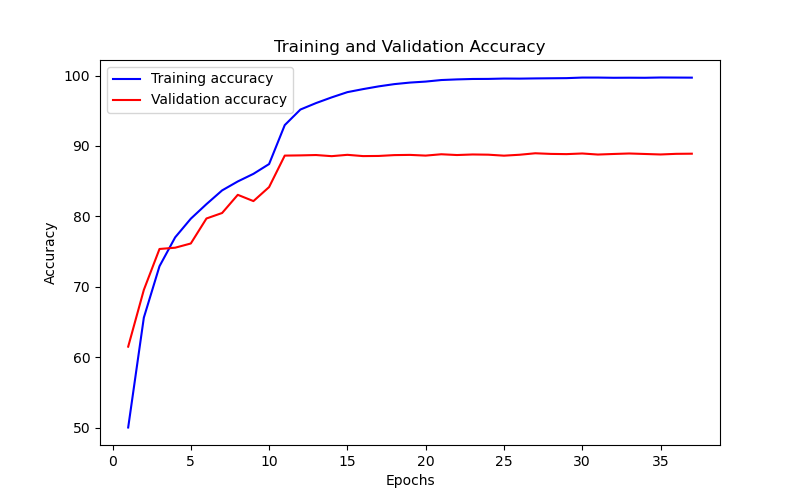 Training and Validation Accuracy
Training accuracy
Validation accuracy
Accuracy
100
90
80
70
60
50
0 5 10 15 20 25 30 35
Epochs